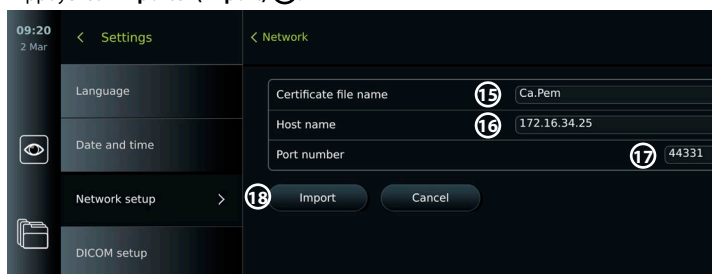 09:20
2 Mar
< Settings
< Network
Language
Date and time
Network setup >
DICOM setup
Certificate file name 15 Ca.Pem
Host name 16 172.16.34.25
Port number 17 44331
18 Import Cancel